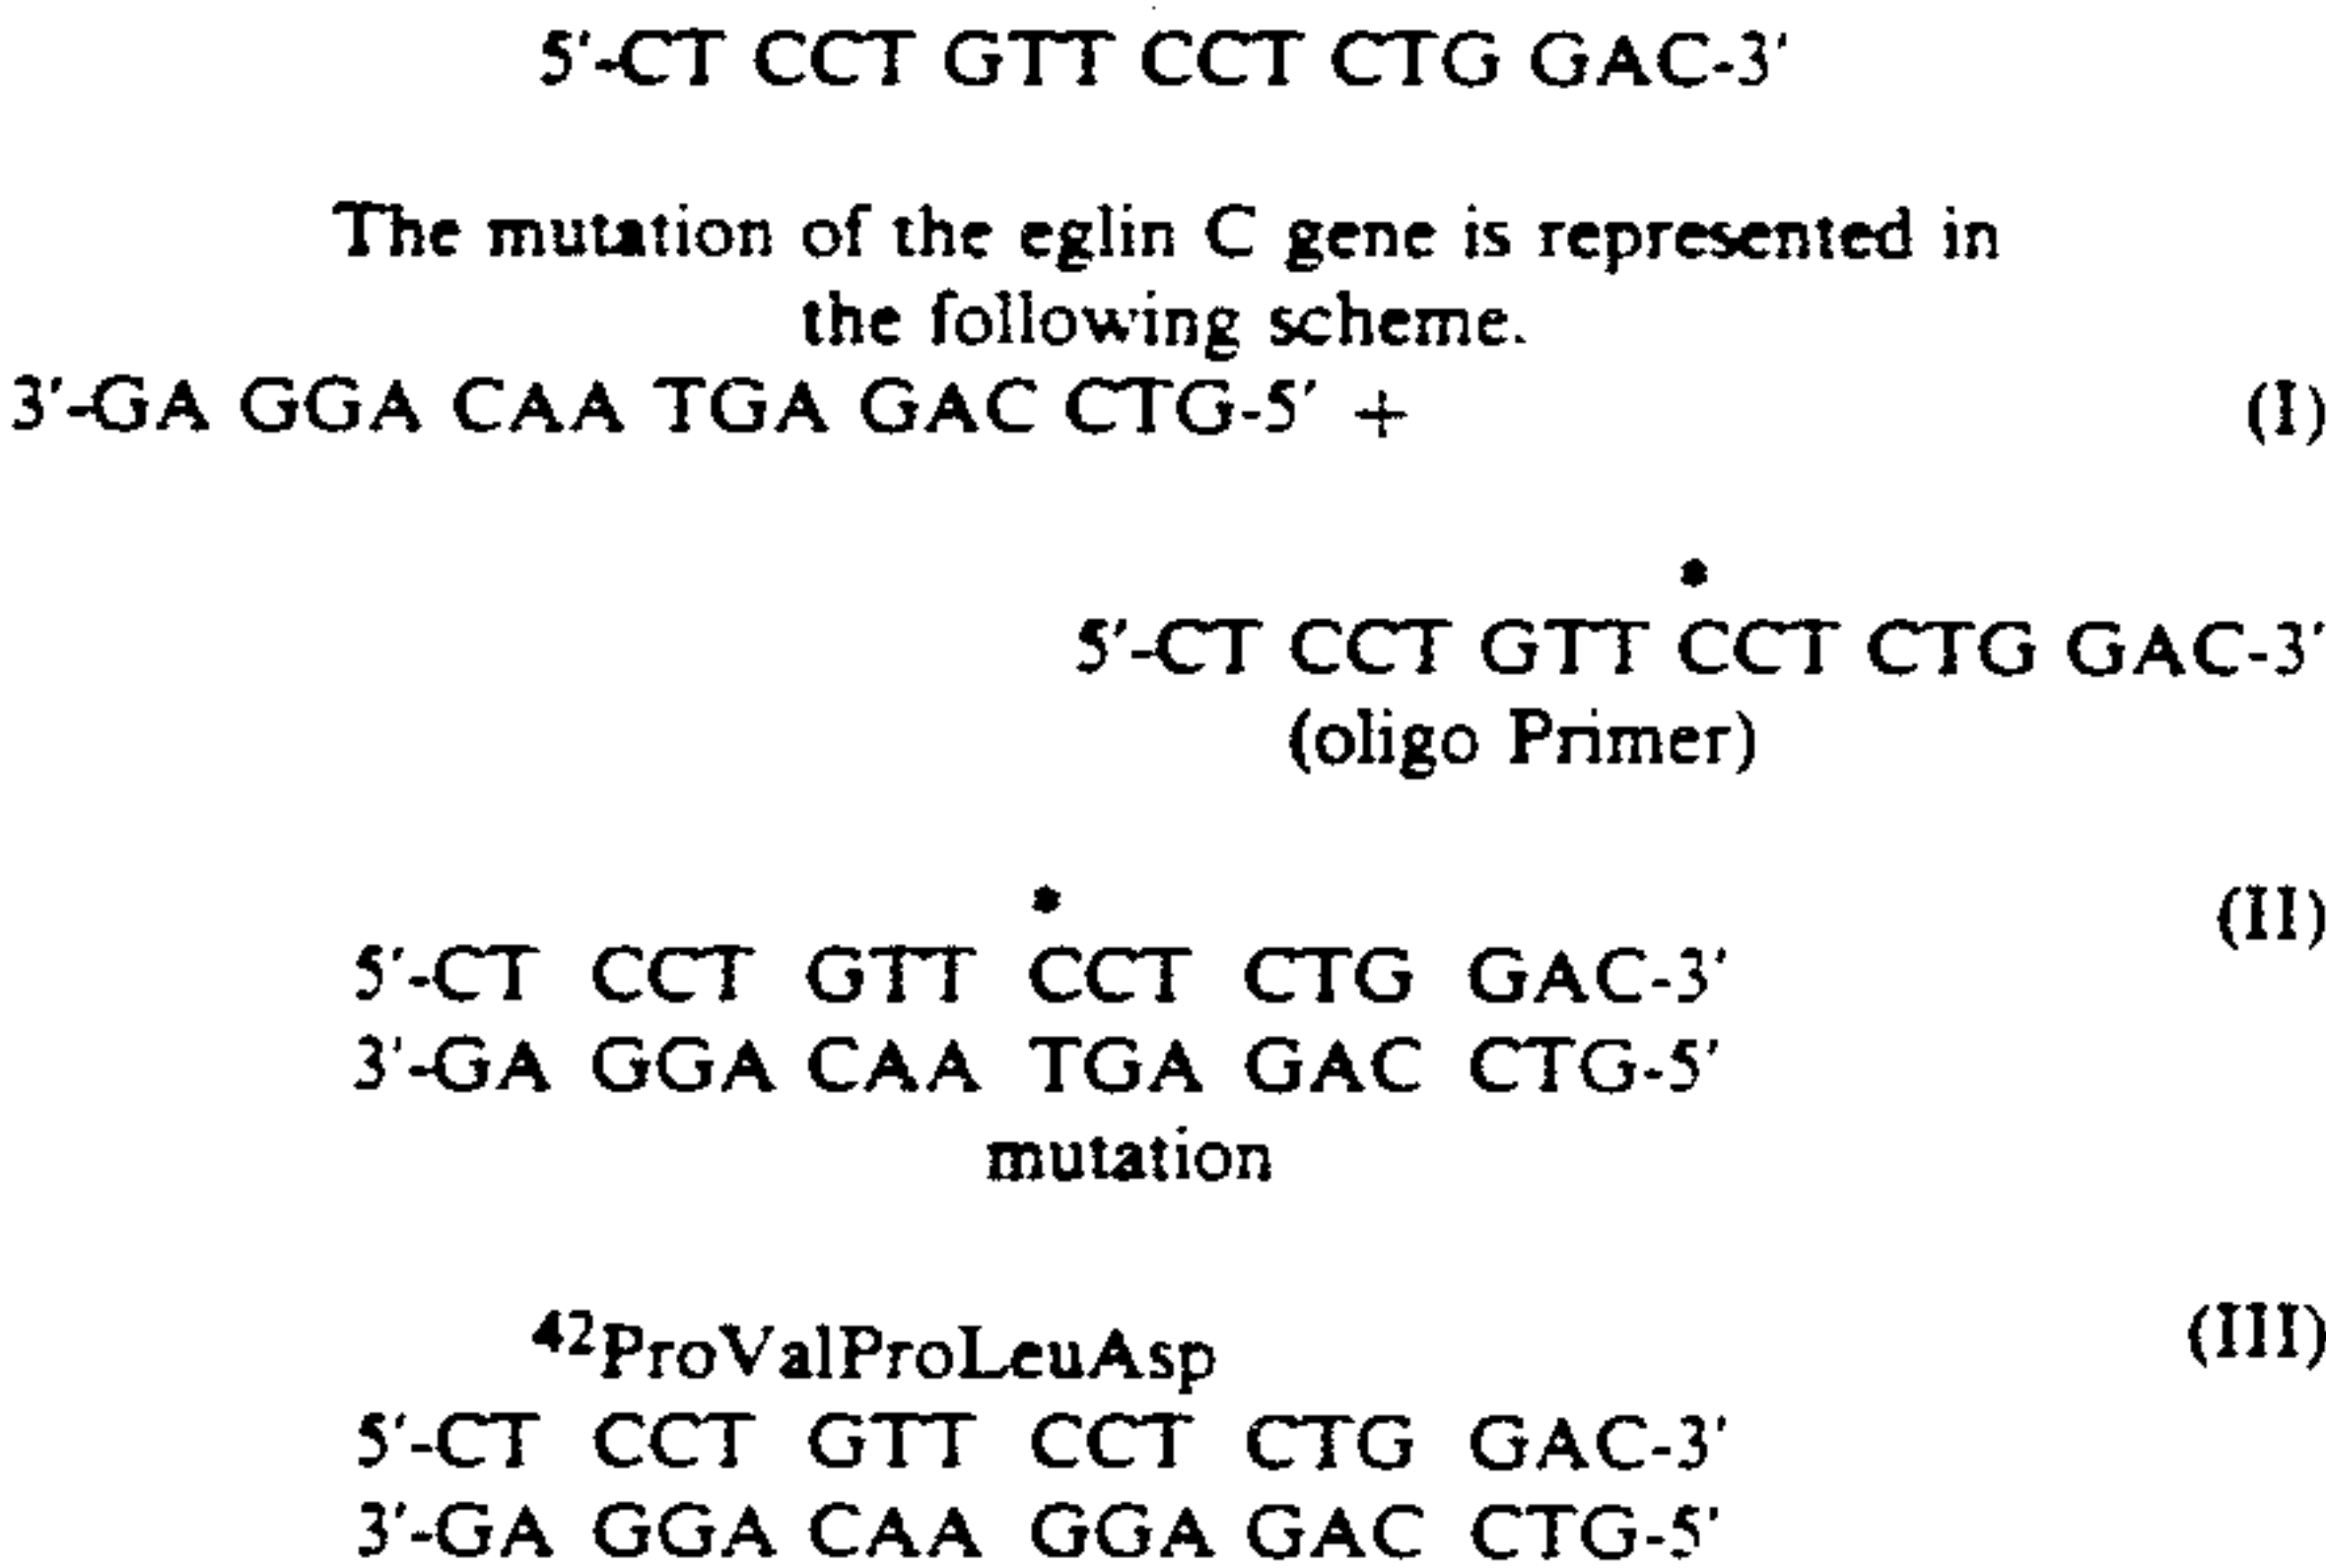 5'-CT CCT GTT CCT CTG GAC-3'
The mutation of the eglin C gene is represented in
the following scheme.
3'-GA GGA CAA TGA GAC CTG-5' + (I)
•
5'-CT CCT GTT CCT CTG GAC-3'
(oligo Primer)
• (II)
5'-CT CCT GTT CCT CTG GAC-3'
3'-GA GGA CAA TGA GAC CTG-5'
mutation
⁴²ProValProLeuAsp (III)
5'-CT CCT GTT CCT CTG GAC-3'
3'-GA GGA CAA GGA GAC CTG-5'